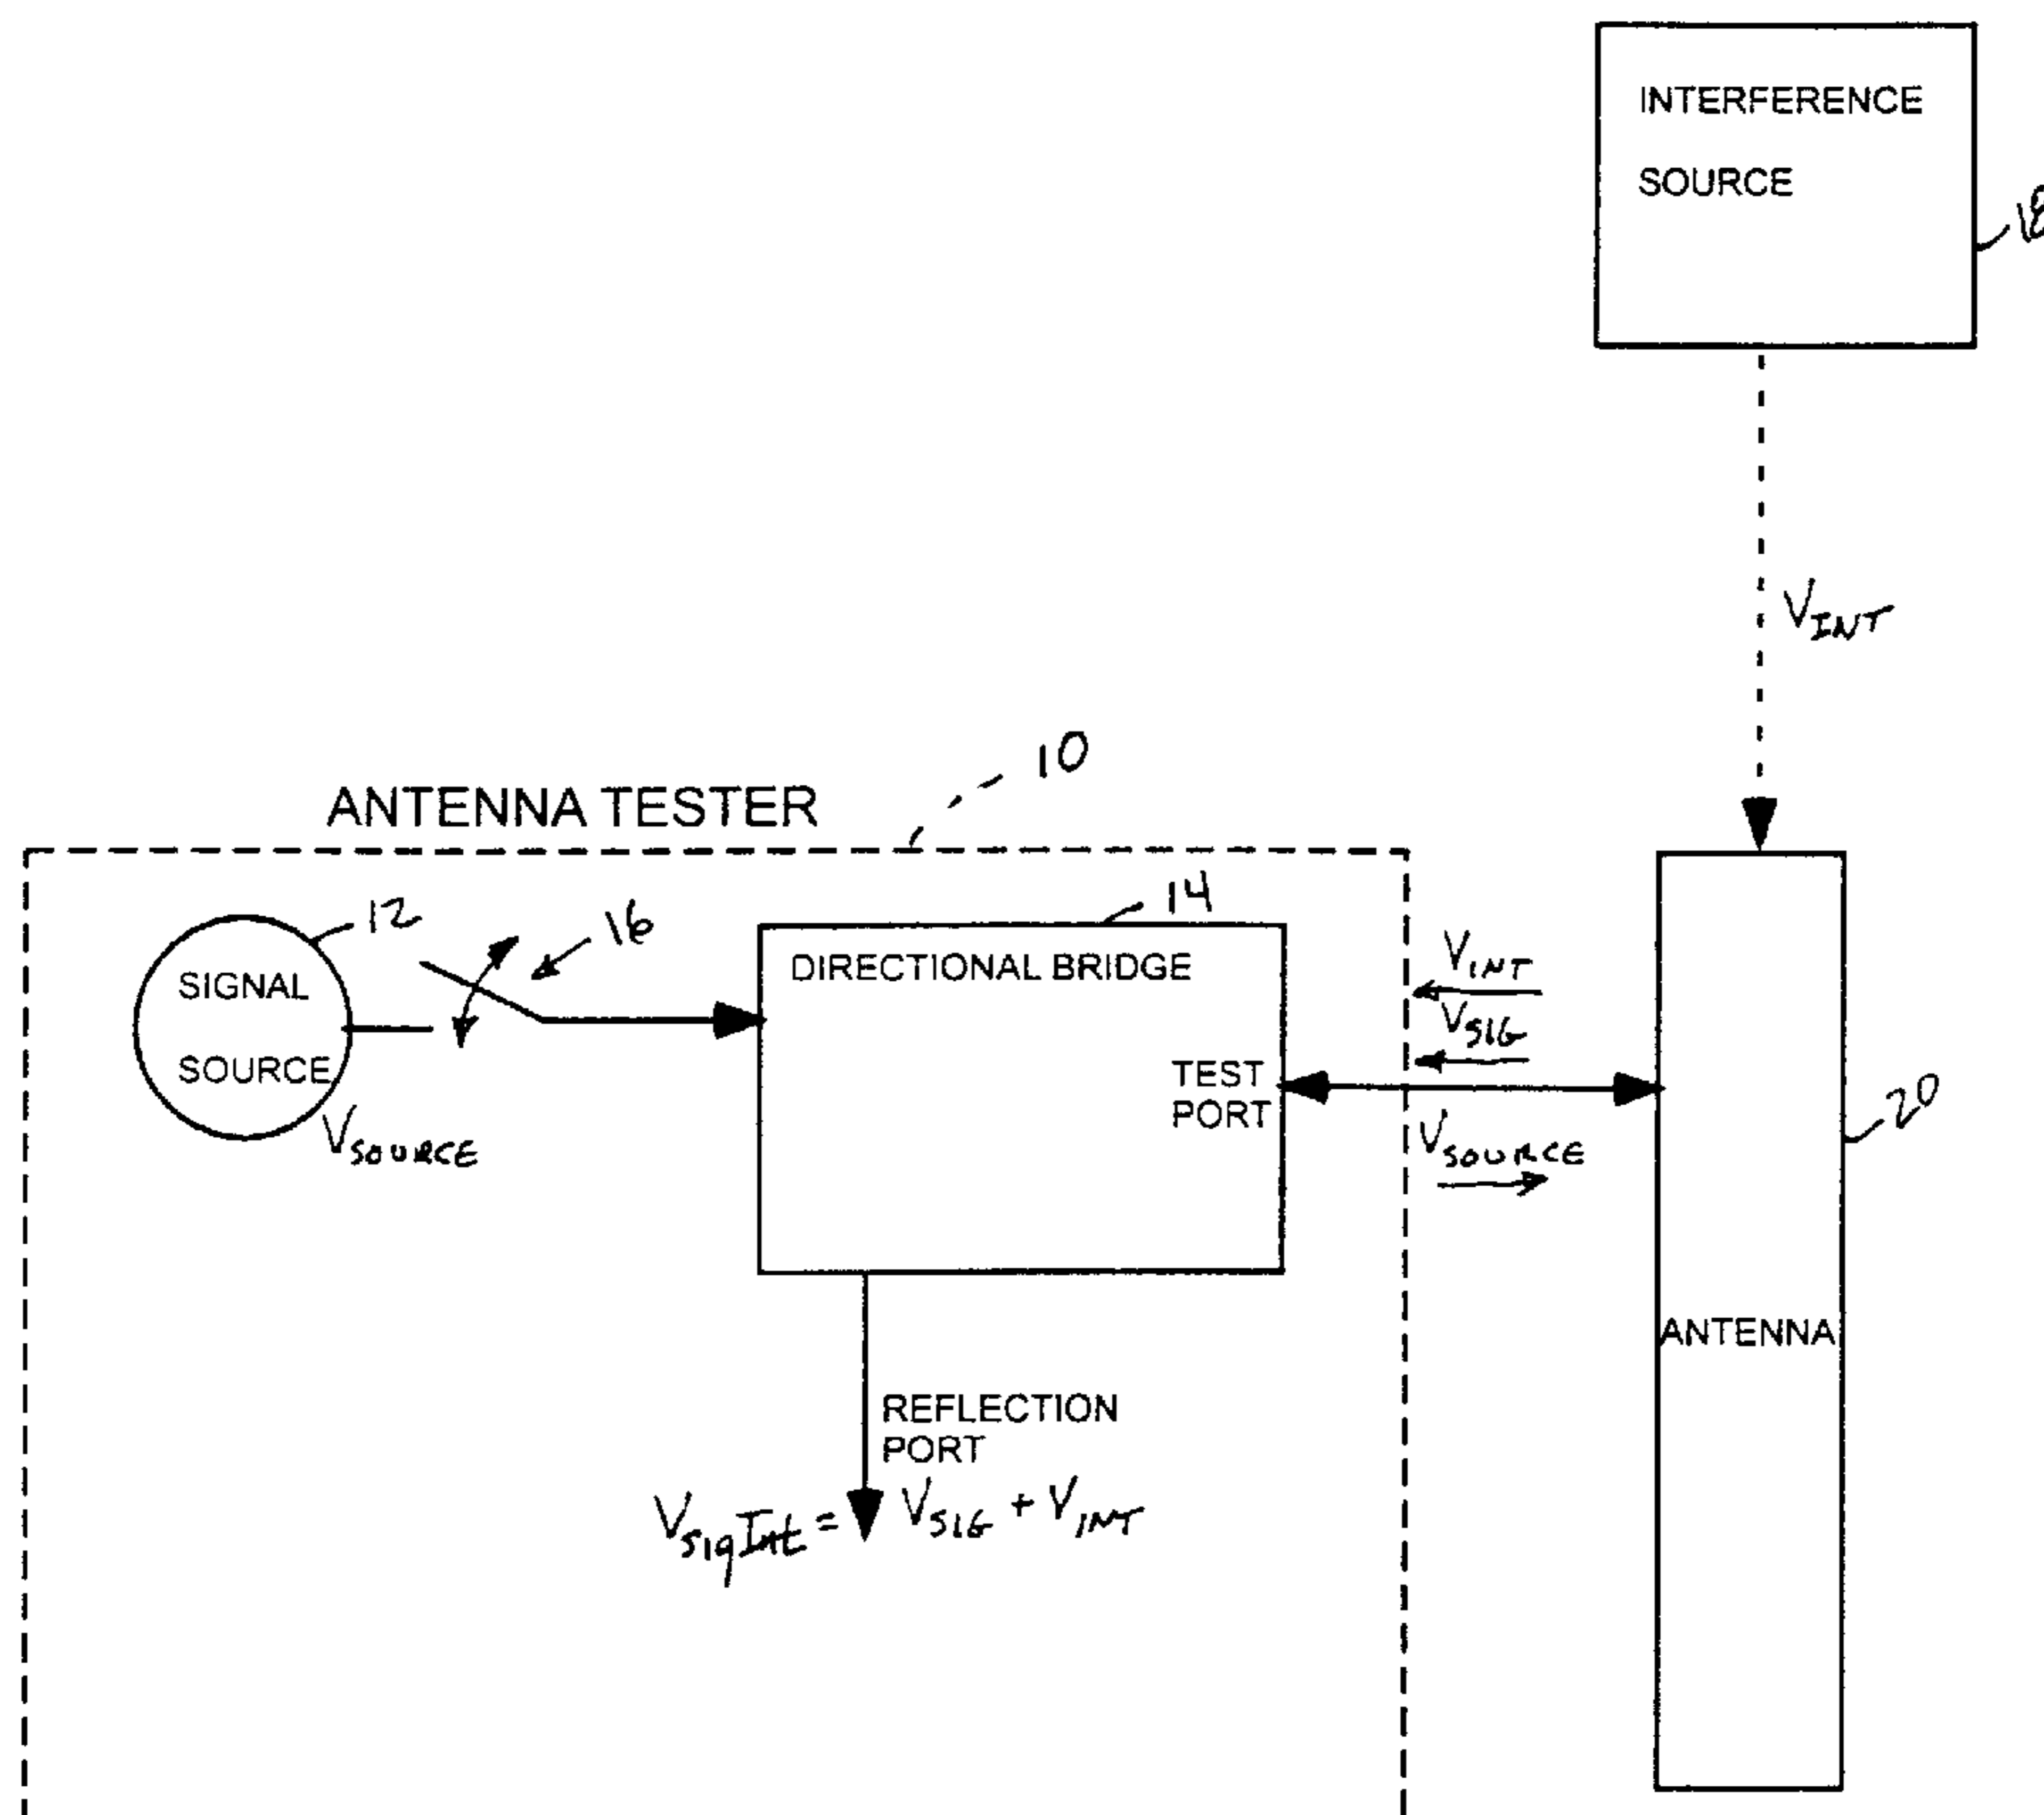 INTERFERENCE
SOURCE
18
V_INT
10
ANTENNA TESTER
12
16
14
SIGNAL
SOURCE
V_SOURCE
DIRECTIONAL BRIDGE
TEST
PORT
V_INT
V_SIG
V_SOURCE
20
ANTENNA
REFLECTION
PORT
V_SigInt = V_SIG + V_INT